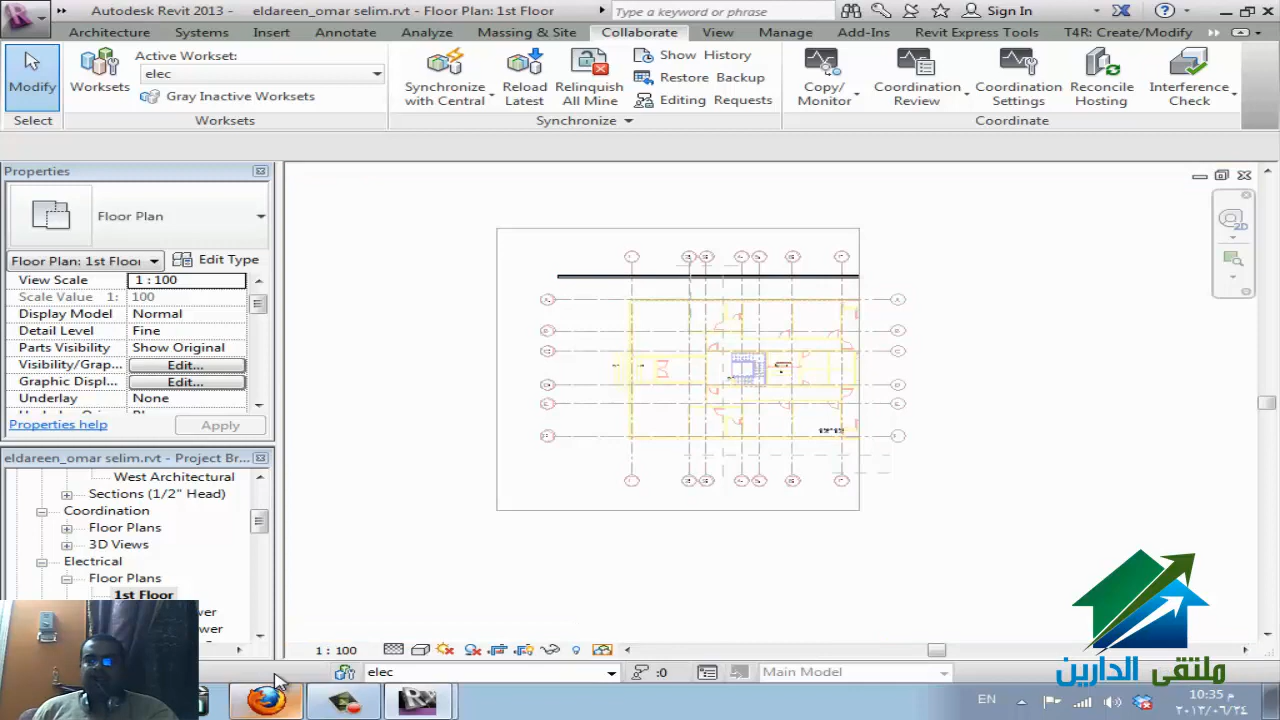 Autodesk Revit 2013 - eldareen_omar selim.rvt - Floor Plan: 1st Floor
Type a keyword or phrase
Sign In
Architecture Systems Insert Annotate Analyze Massing & Site Collaborate View Manage Add-Ins Revit Express Tools T4R: Create/Modify
Modify
Select
Worksets
Active Workset:
elec
Gray Inactive Worksets
Worksets
Synchronize with Central
Reload Latest
Relinquish All Mine
Show History
Restore Backup
Editing Requests
Synchronize
Copy/ Monitor
Coordination Review
Coordination Settings
Reconcile Hosting
Interference Check
Coordinate
Properties
Floor Plan
Floor Plan: 1st Floor
Edit Type
View Scale 1 : 100
Scale Value 1: 100
Display Model Normal
Detail Level Fine
Parts Visibility Show Original
Visibility/Grap... Edit...
Graphic Displ... Edit...
Underlay None
Properties help
Apply
eldareen_omar selim.rvt - Project Br...
West Architectural
Sections (1/2" Head)
Coordination
Floor Plans
3D Views
Electrical
Floor Plans
1st Floor
2D
1 : 100
elec
:0
Main Model
ملتقى الدارين
EN
10:35 م
٢٠١٣/٠٦/٢٤